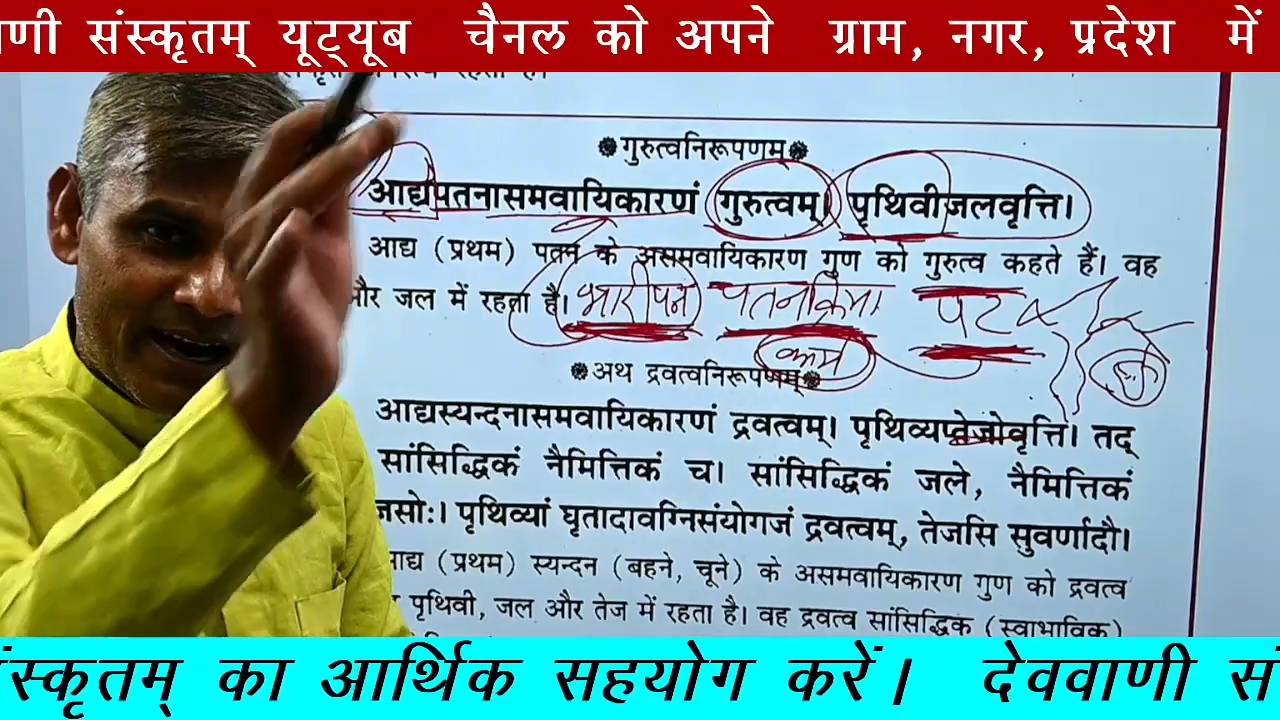 णी संस्कृतम् यूट्यूब चैनल को अपने ग्राम, नगर, प्रदेश में
गुरुत्वनिरूपणम्
आद्यपतनासमवायिकारणं गुरुत्वम्। पृथिवीजलवृत्ति।
आद्य (प्रथम) पतन के असमवायिकारण गुण को गुरुत्व कहते हैं। वह
और जल में रहता है।
भारीपन पतनक्रिया
अथ द्रवत्वनिरूपणम्
आद्यस्यन्दनासमवायिकारणं द्रवत्वम्। पृथिव्यप्तेजोवृत्ति। तद्
सांसिद्धिकं नैमित्तिकं च। सांसिद्धिकं जले, नैमित्तिकं
जसोः। पृथिव्यां घृतादावग्निसंयोगजं द्रवत्वम्, तेजसि सुवर्णादौ।
आद्य (प्रथम) स्यन्दन (बहने, चूने) के असमवायिकारण गुण को द्रवत्व
पृथिवी, जल और तेज में रहता है। वह द्रवत्व सांसिद्धिक (स्वाभाविक)
संस्कृतम् का आर्थिक सहयोग करें। देववाणी सं